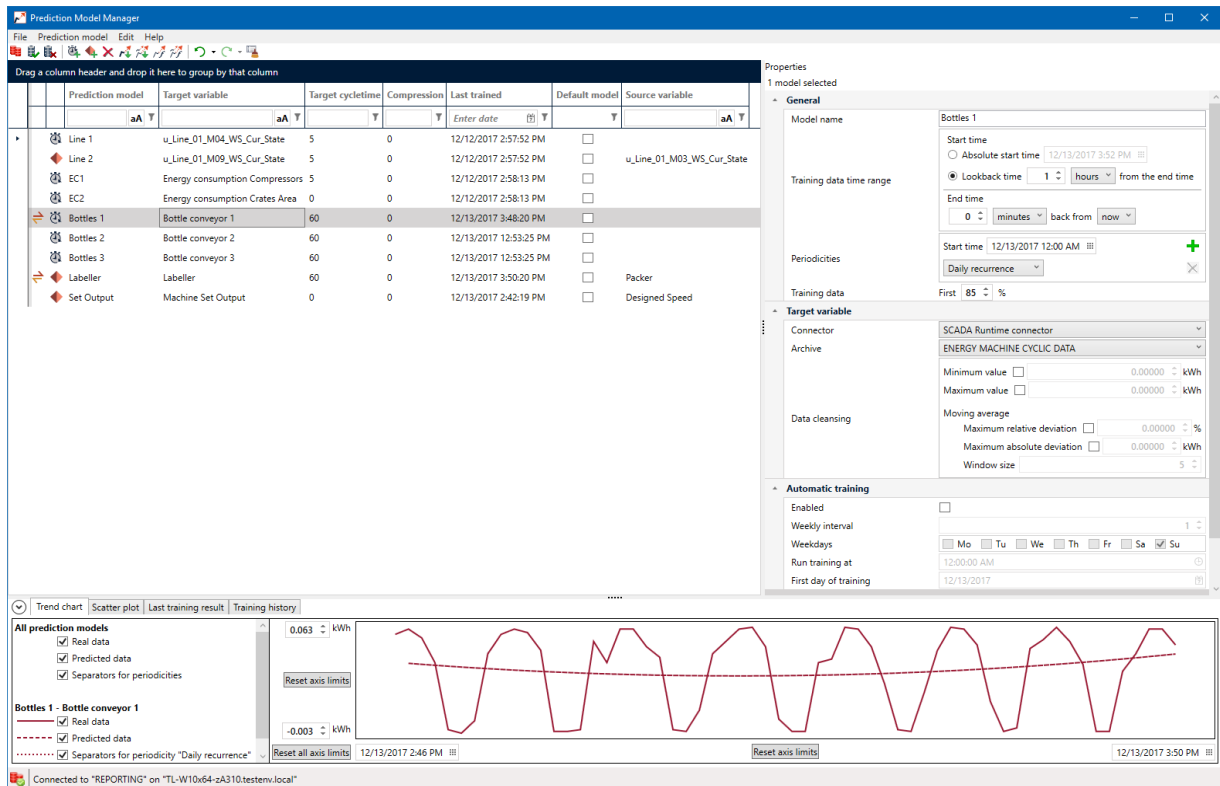 Prediction Model Manager
File Prediction model Edit Help
Drag a column header and drop it here to group by that column
Prediction model Target variable Target cycletime Compression Last trained Default model Source variable
aA aA Enter date aA
Line 1 u_Line_01_M04_WS_Cur_State 5 0 12/12/2017 2:57:52 PM
Line 2 u_Line_01_M09_WS_Cur_State 5 0 12/12/2017 2:57:52 PM u_Line_01_M03_WS_Cur_State
EC1 Energy consumption Compressors 5 0 12/12/2017 2:58:13 PM
EC2 Energy consumption Crates Area 0 0 12/12/2017 2:58:13 PM
Bottles 1 Bottle conveyor 1 60 0 12/13/2017 3:48:20 PM
Bottles 2 Bottle conveyor 2 60 0 12/13/2017 12:53:25 PM
Bottles 3 Bottle conveyor 3 60 0 12/13/2017 12:53:25 PM
Labeller Labeller 60 0 12/13/2017 3:50:20 PM Packer
Set Output Machine Set Output 0 0 12/13/2017 2:42:19 PM Designed Speed
Properties
1 model selected
General
Model name Bottles 1
Training data time range
Start time
Absolute start time 12/13/2017 3:52 PM
Lookback time 1 hours from the end time
End time
0 minutes back from now
Periodicities
Start time 12/13/2017 12:00 AM
Daily recurrence
Training data First 85 %
Target variable
Connector SCADA Runtime connector
Archive ENERGY MACHINE CYCLIC DATA
Data cleansing
Minimum value 0.00000 kWh
Maximum value 0.00000 kWh
Moving average
Maximum relative deviation 0.00000 %
Maximum absolute deviation 0.00000 kWh
Window size 5
Automatic training
Enabled
Weekly interval 1
Weekdays Mo Tu We Th Fr Sa Su
Run training at 12:00:00 AM
First day of training 12/13/2017
Trend chart Scatter plot Last training result Training history
All prediction models
Real data
Predicted data
Separators for periodicities
Bottles 1 - Bottle conveyor 1
Real data
Predicted data
Separators for periodicity "Daily recurrence"
0.063 kWh
Reset axis limits
-0.003 kWh
Reset all axis limits 12/13/2017 2:46 PM Reset axis limits 12/13/2017 3:50 PM
Connected to "REPORTING" on "TL-W10x64-zA310.testenv.local"